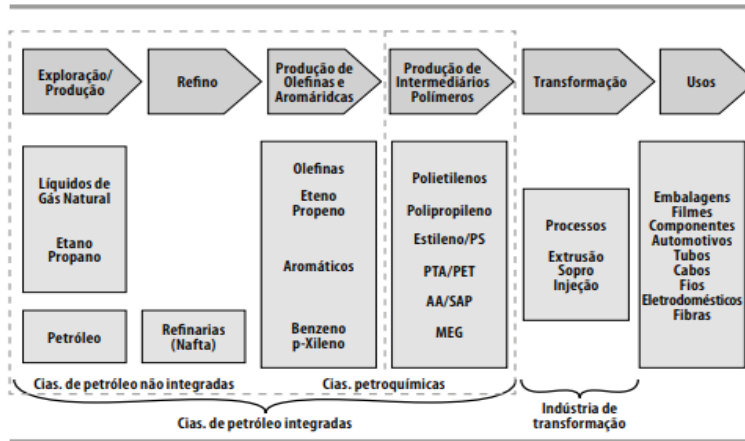 Exploração/
Produção
Refino
Produção de
Olefinas e
Aromáridcas
Produção de
Intermediários
Polímeros
Transformação
Usos
Líquidos de
Gás Natural
Etano
Propano
Petróleo
Refinarias
(Nafta)
Olefinas
Eteno
Propeno
Aromáticos
Benzeno
p-Xileno
Polietilenos
Polipropileno
Estileno/PS
PTA/PET
AA/SAP
MEG
Processos
Extrusão
Sopro
Injeção
Embalagens
Filmes
Componentes
Automotivos
Tubos
Cabos
Fios
Eletrodomésticos
Fibras
Cias. de petróleo não integradas
Cias. petroquímicas
Cias. de petróleo integradas
Indústria de
transformação